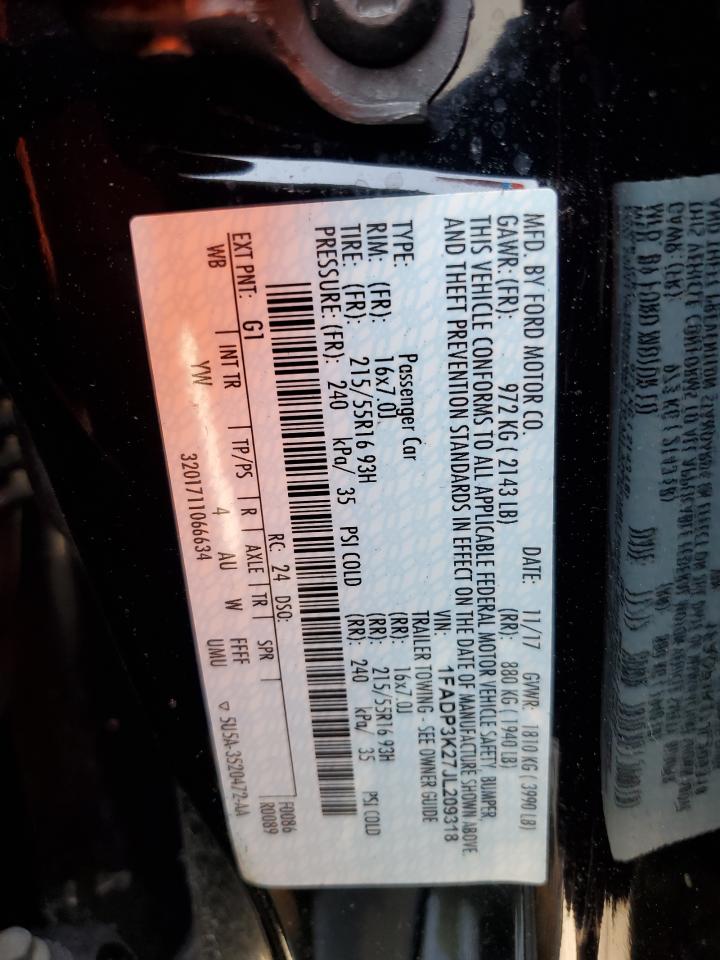 MFD. BY FORD MOTOR CO.
DATE: 11/17 GVWR: 1810 KG ( 3990 LB)
GAWR: (FR): 972 KG ( 2143 LB) (RR): 880 KG ( 1940 LB)
THIS VEHICLE CONFORMS TO ALL APPLICABLE FEDERAL MOTOR VEHICLE SAFETY, BUMPER,
AND THEFT PREVENTION STANDARDS IN EFFECT ON THE DATE OF MANUFACTURE SHOWN ABOVE.
VIN: 1FADP3K27JL209318
TYPE: Passenger Car TRAILER TOWING - SEE OWNER GUIDE
RIM: (FR): 16x7.0J (RR): 16x7.0J
TIRE: (FR): 215/55R16 93H (RR): 215/55R16 93H
PRESSURE: (FR): 240 kPa/ 35 PSI COLD (RR): 240 kPa/ 35 PSI COLD
F0086
EXT PNT: G1 RC: 24 DSO: R0089
WB INT TR TP/PS R AXLE TR SPR
YW 4 AU W FFFF
UMU
3201711066634 ▽ 5U5A-3520472-AA